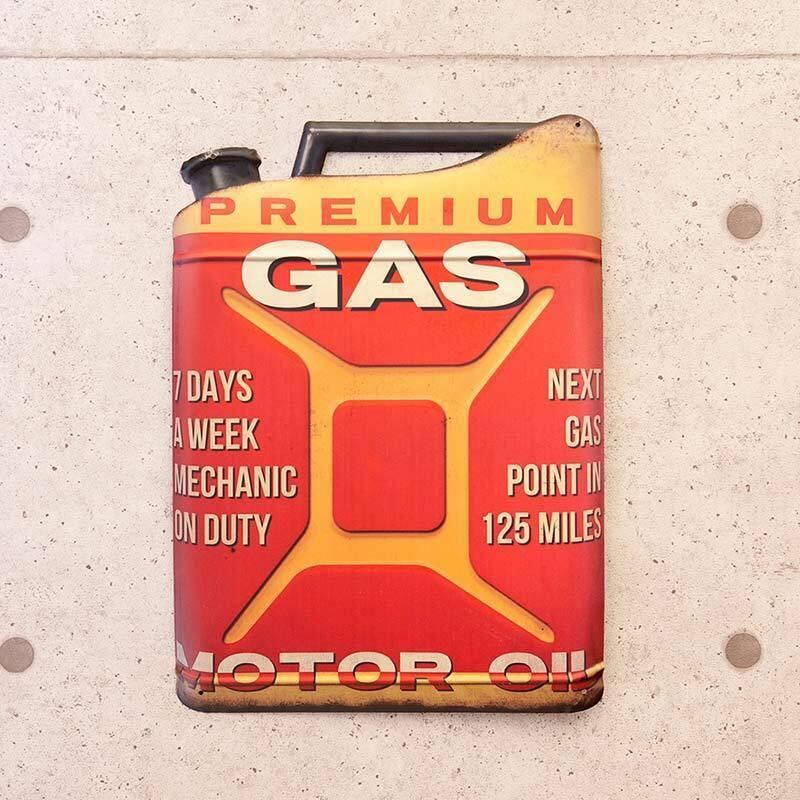 PREMIUM
GAS
7 DAYS
A WEEK
MECHANIC
ON DUTY
NEXT
GAS
POINT IN
125 MILES
MOTOR OIL